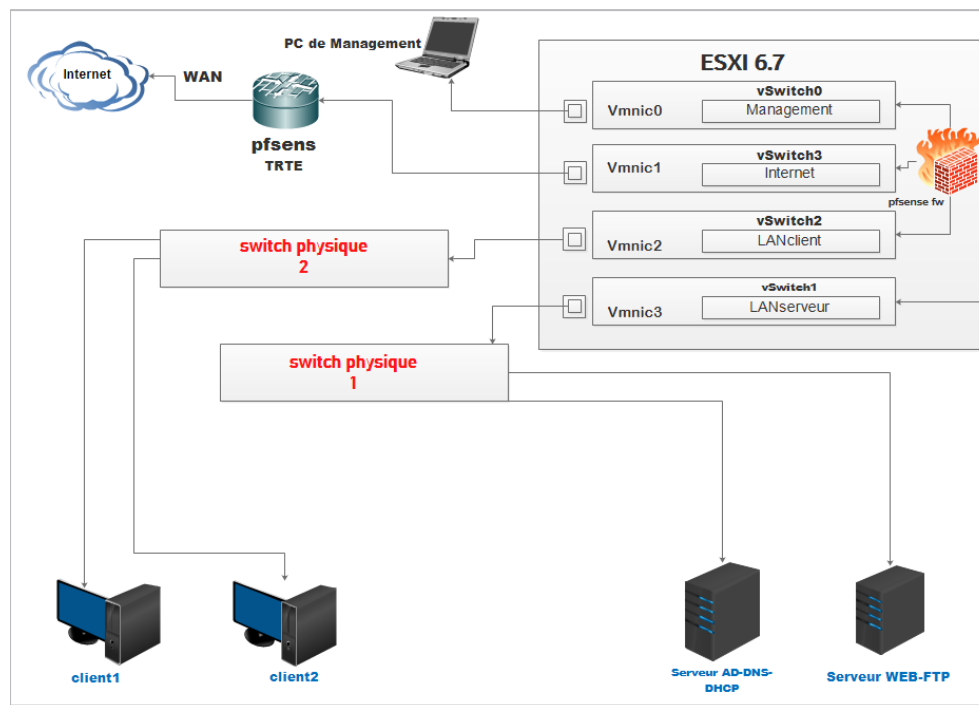 ESXI 6.7
PC de Management
Internet
WAN
pfsens
TRTE
Vmnic0
vSwitch0
Management
Vmnic1
vSwitch3
Internet
pfsense fw
Vmnic2
vSwitch2
LANclient
Vmnic3
vSwitch1
LANserveur
switch physique
2
switch physique
1
client1
client2
Serveur AD-DNS-
DHCP
Serveur WEB-FTP